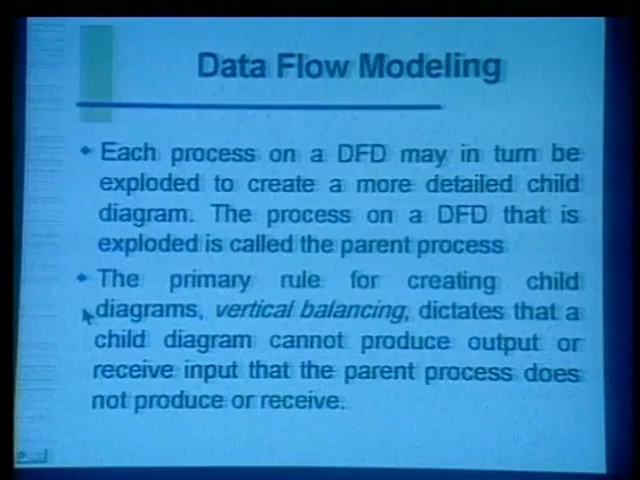 Data Flow Modeling
Each process on a DFD may in turn be
exploded to create a more detailed child
diagram. The process on a DFD that is
exploded is called the parent process
The primary rule for creating child
diagrams, vertical balancing, dictates that a
child diagram cannot produce output or
receive input that the parent process does
not produce or receive.